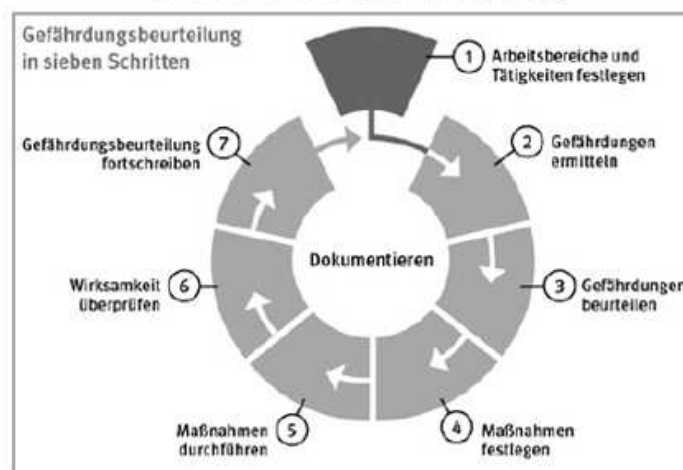 Gefährdungsbeurteilung
in sieben Schritten
1
Arbeitsbereiche und
Tätigkeiten festlegen
2
Gefährdungen
ermitteln
3
Gefährdungen
beurteilen
4
Maßnahmen
festlegen
5
Maßnahmen
durchführen
6
Wirksamkeit
überprüfen
7
Gefährdungsbeurteilung
fortschreiben
Dokumentieren